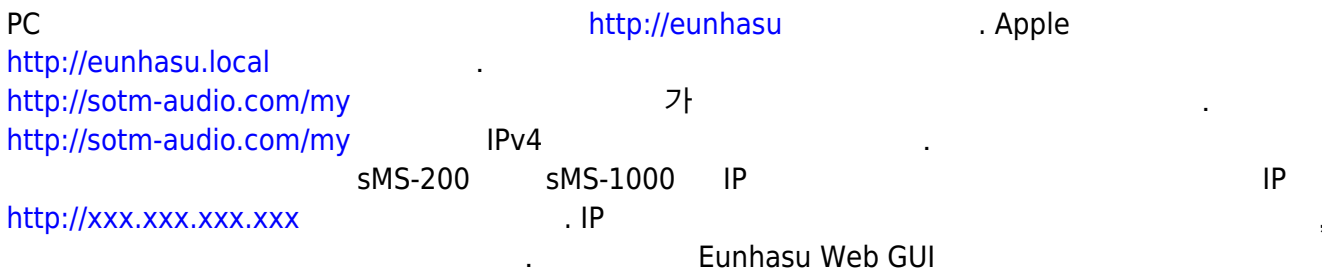 PC http://eunhasu . Apple
http://eunhasu.local .
http://sotm-audio.com/my 가 .
http://sotm-audio.com/my IPv4 .
sMS-200 sMS-1000 IP IP
http://xxx.xxx.xxx.xxx . IP ,
. Eunhasu Web GUI